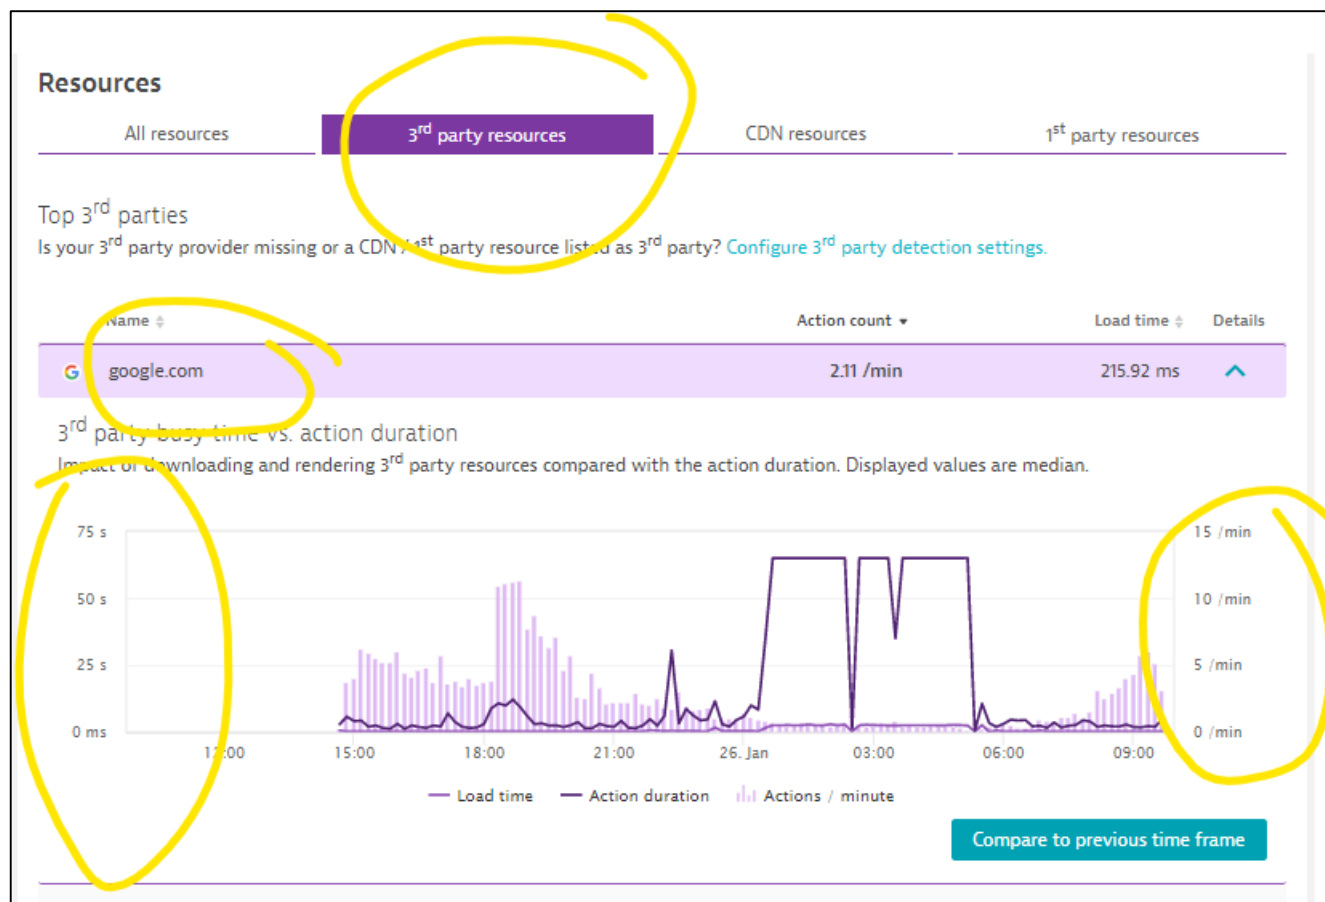 Resources
All resources 3rd party resources CDN resources 1st party resources
Top 3rd parties
Is your 3rd party provider missing or a CDN / 1st party resource listed as 3rd party? Configure 3rd party detection settings.
Name Action count Load time Details
google.com 2.11 /min 215.92 ms
3rd party busy time vs. action duration
Impact of downloading and rendering 3rd party resources compared with the action duration. Displayed values are median.
75 s 15 /min
50 s 10 /min
25 s 5 /min
0 ms 0 /min
12:00 15:00 18:00 21:00 26. Jan 03:00 06:00 09:00
Load time Action duration Actions / minute
Compare to previous time frame